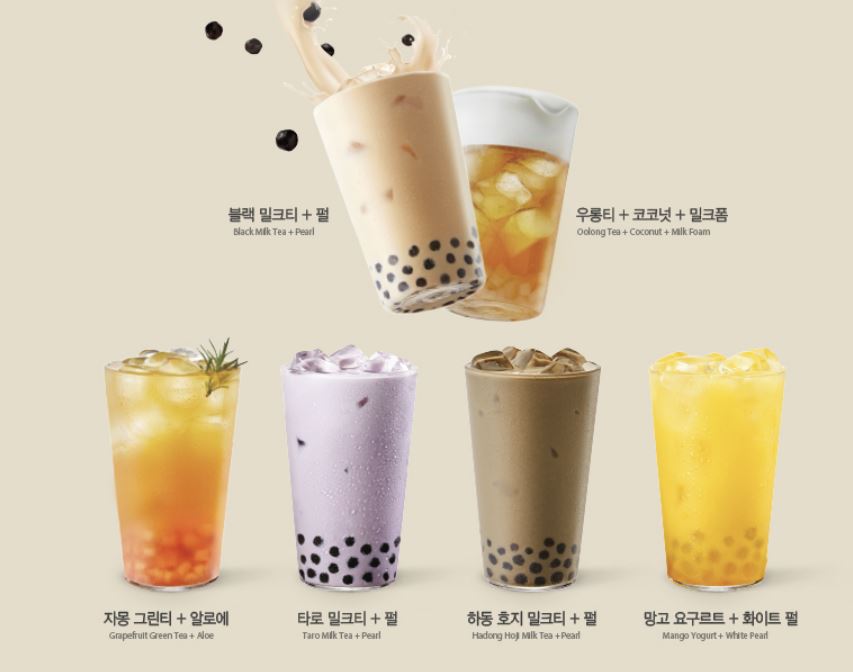 블랙 밀크티 + 펄
Black Milk Tea + Pearl
우롱티 + 코코넛 + 밀크폼
Oolong Tea + Coconut + Milk Foam
자몽 그린티 + 알로에
Grapefruit Green Tea + Aloe
타로 밀크티 + 펄
Taro Milk Tea + Pearl
하동 호지 밀크티 + 펄
Hadong Hoji Milk Tea + Pearl
망고 요구르트 + 화이트 펄
Mango Yogurt + White Pearl